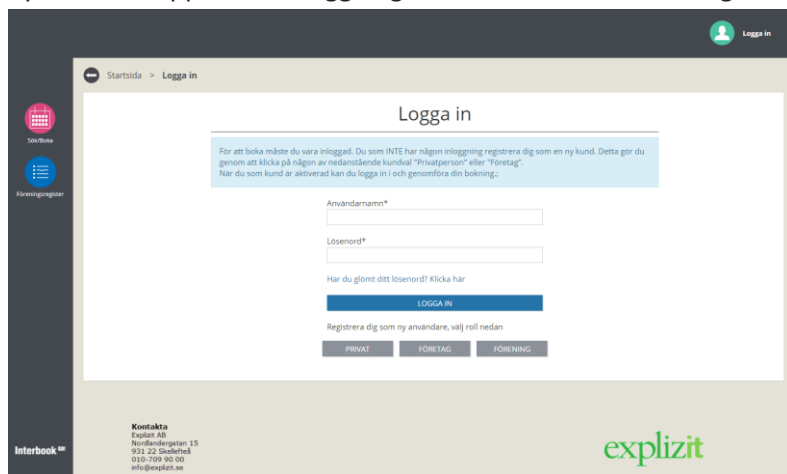 Logga in
Startsida > Logga in
Sök/Boka
Föreningsregister
Logga in
För att boka måste du vara inloggad. Du som INTE har någon inloggning registrera dig som en ny kund. Detta gör du
genom att klicka på någon av nedanstående kundval "Privatperson" eller "Företag".
När du som kund är aktiverad kan du logga in i och genomföra din bokning.;
Användarnamn*
Lösenord*
Har du glömt ditt lösenord? Klicka här
LOGGA IN
Registrera dig som ny användare, välj roll nedan
PRIVAT FÖRETAG FÖRENING
Kontakta
Explizit AB
Nordlandergatan 15
931 22 Skellefteå
010-709 90 00
info@explizit.se
Interbook
explizit